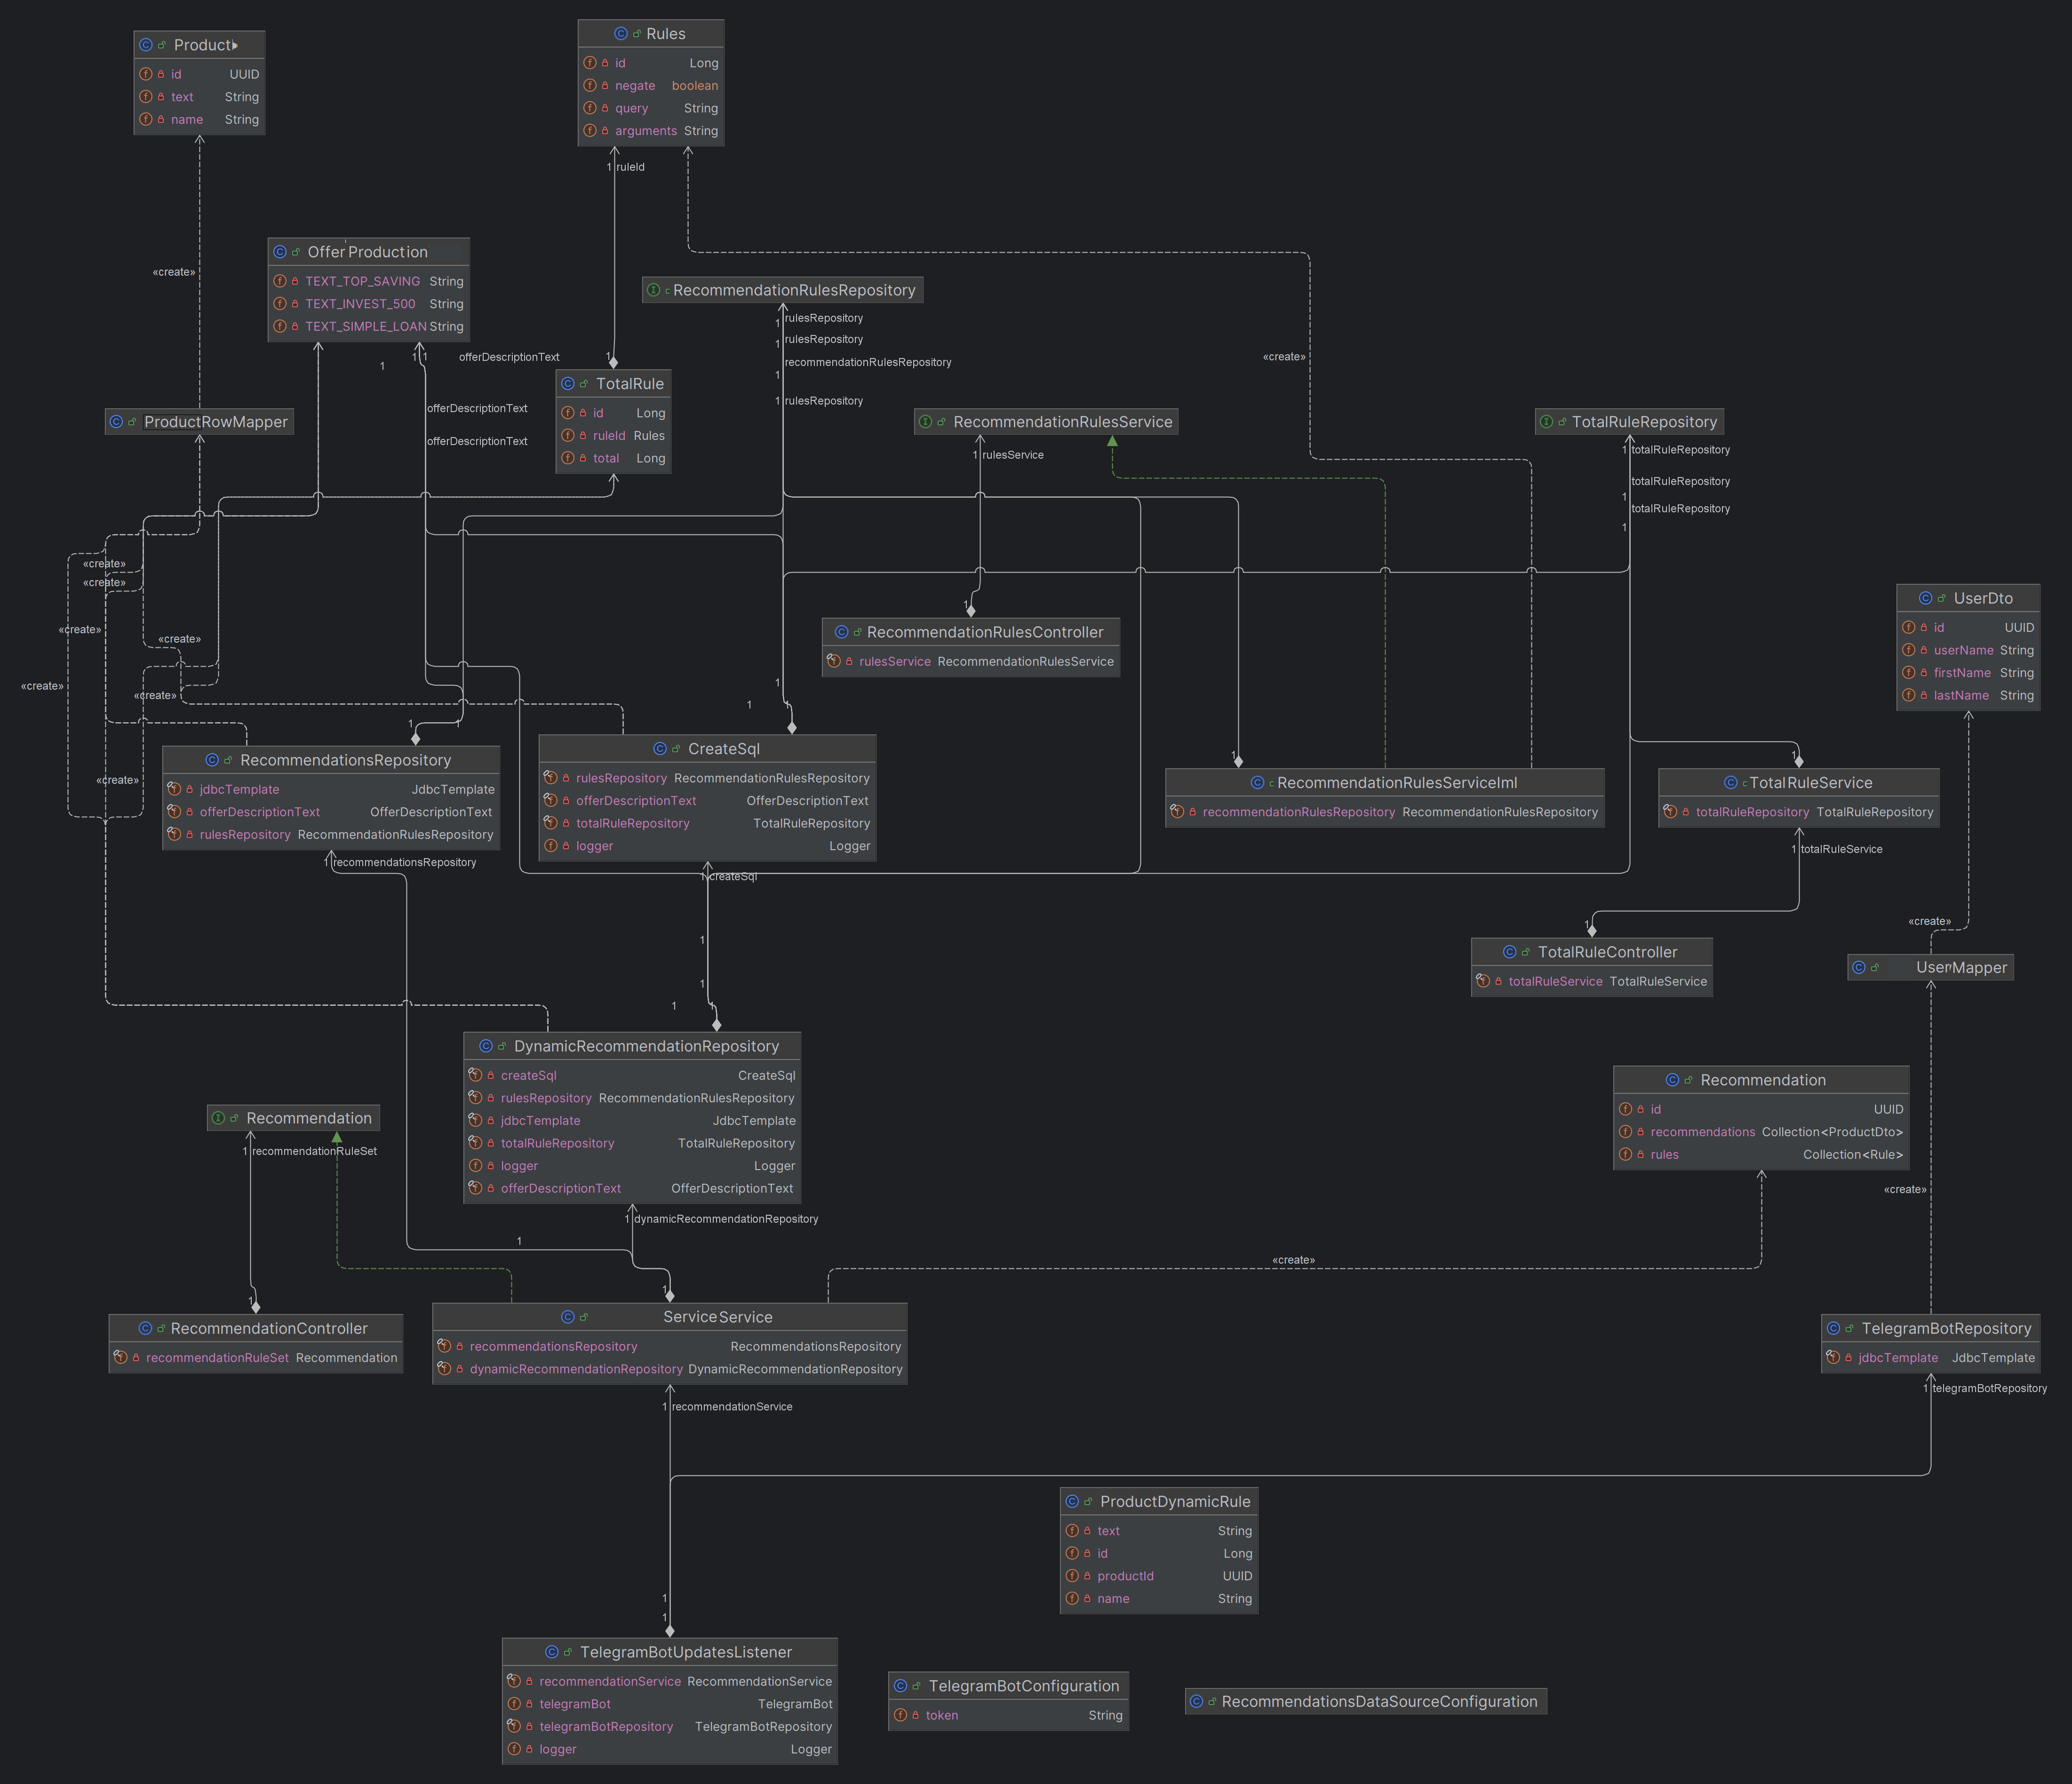 Rules
id Long
negate boolean
query String
arguments String
Product
id UUID
text String
name String
1 ruleId
«create»
Offer Production
TEXT_TOP_SAVING String
TEXT_INVEST_500 String
TEXT_SIMPLE_LOAN String
RecommendationRulesRepository
1 rulesRepository
1 rulesRepository
1 recommendationRulesRepository
1 rulesRepository
«create»
1 1
1
offerDescriptionText
offerDescriptionText
offerDescriptionText
1
TotalRule
id Long
ruleId Rules
total Long
ProductRowMapper
RecommendationRulesService
1 rulesService
TotalRuleRepository
1 totalRuleRepository
1 totalRuleRepository
1 totalRuleRepository
«create»
«create»
«create»
«create»
«create»
«create»
«create»
1
RecommendationRulesController
rulesService RecommendationRulesService
UserDto
id UUID
userName String
firstName String
lastName String
1
1
1
1 1
RecommendationsRepository
jdbcTemplate JdbcTemplate
offerDescriptionText OfferDescriptionText
rulesRepository RecommendationRulesRepository
1 recommendationsRepository
CreateSql
rulesRepository RecommendationRulesRepository
offerDescriptionText OfferDescriptionText
totalRuleRepository TotalRuleRepository
logger Logger
1 createSql
1
RecommendationRulesServiceIml
recommendationRulesRepository RecommendationRulesRepository
1
TotalRuleService
totalRuleRepository TotalRuleRepository
1 totalRuleService
1
TotalRuleController
totalRuleService TotalRuleService
«create»
UserMapper
1
1
1 1
DynamicRecommendationRepository
createSql CreateSql
rulesRepository RecommendationRulesRepository
jdbcTemplate JdbcTemplate
totalRuleRepository TotalRuleRepository
logger Logger
offerDescriptionText OfferDescriptionText
1 dynamicRecommendationRepository
Recommendation
id UUID
recommendations Collection<ProductDto>
rules Collection<Rule>
Recommendation
1 recommendationRuleSet
«create»
1
«create»
1
1
RecommendationController
recommendationRuleSet Recommendation
ServiceService
recommendationsRepository RecommendationsRepository
dynamicRecommendationRepository DynamicRecommendationRepository
1 recommendationService
TelegramBotRepository
jdbcTemplate JdbcTemplate
1 telegramBotRepository
ProductDynamicRule
text String
id Long
productId UUID
name String
1
1
TelegramBotUpdatesListener
recommendationService RecommendationService
telegramBot TelegramBot
telegramBotRepository TelegramBotRepository
logger Logger
TelegramBotConfiguration
token String
RecommendationsDataSourceConfiguration